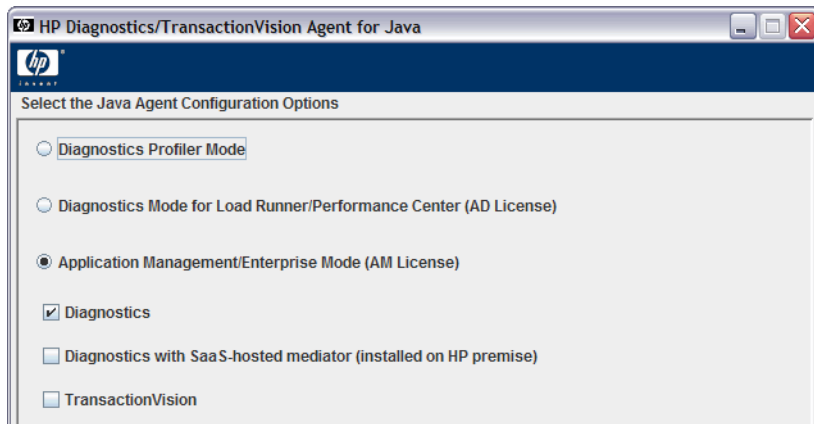 HP Diagnostics/TransactionVision Agent for Java
hp
invent
Select the Java Agent Configuration Options
Diagnostics Profiler Mode
Diagnostics Mode for Load Runner/Performance Center (AD License)
Application Management/Enterprise Mode (AM License)
Diagnostics
Diagnostics with SaaS-hosted mediator (installed on HP premise)
TransactionVision